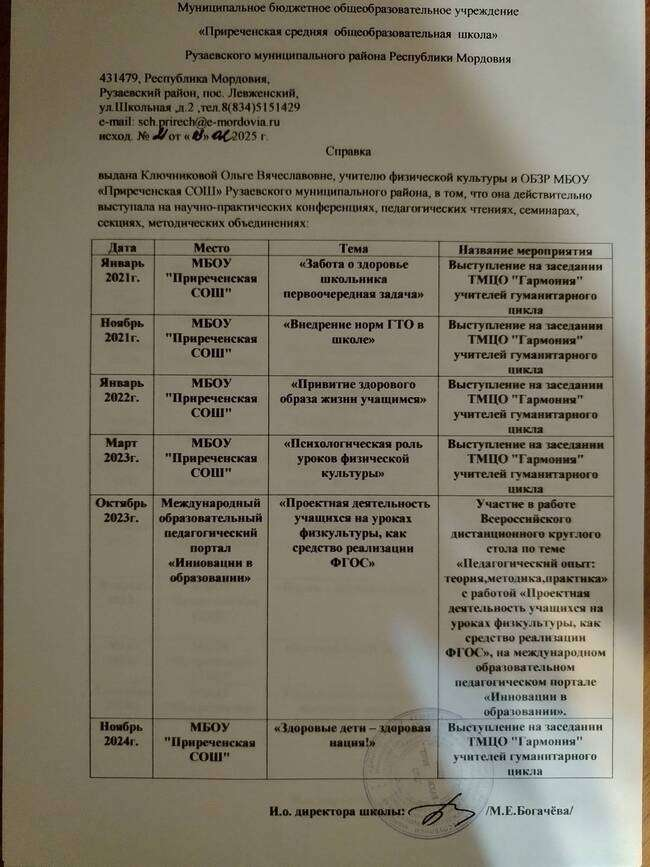 Муниципальное бюджетное общеобразовательное учреждение
«Приреченская средняя общеобразовательная школа»
Рузаевского муниципального района Республики Мордовия
431479, Республика Мордовия,
Рузаевский район, пос. Левженский,
ул.Школьная ,д.2 ,тел.8(834)5151429
e-mail: sch.prirech@e-mordovia.ru
исход. № от « » 2025 г.
Справка
выдана Ключниковой Ольге Вячеславовне, учителю физической культуры и ОБЗР МБОУ
«Приреченская СОШ» Рузаевского муниципального района, в том, что она действительно
выступала на научно-практических конференциях, педагогических чтениях, семинарах,
секциях, методических объединениях:
Дата Место Тема Название мероприятия
Январь 2021г.
МБОУ "Приреченская СОШ"
«Забота о здоровье
школьника
первоочередная задача»
Выступление на заседании
ТМЦО "Гармония"
учителей гуманитарного
цикла
Ноябрь 2021г.
МБОУ "Приреченская СОШ"
«Внедрение норм ГТО в
школе»
Выступление на заседании
ТМЦО "Гармония"
учителей гуманитарного
цикла
Январь 2022г.
МБОУ "Приреченская СОШ"
«Привитие здорового
образа жизни учащимся»
Выступление на заседании
ТМЦО "Гармония"
учителей гуманитарного
цикла
Март 2023г.
МБОУ "Приреченская СОШ"
«Психологическая роль
уроков физической
культуры»
Выступление на заседании
ТМЦО "Гармония"
учителей гуманитарного
цикла
Октябрь 2023г.
Международный
образовательный
педагогический
портал
«Инновации в
образовании»
«Проектная деятельность
учащихся на уроках
физкультуры, как
средство реализации
ФГОС»
Участие в работе
Всероссийского
дистанционного круглого
стола по теме
«Педагогический опыт:
теория,методика,практика»
с работой «Проектная
деятельность учащихся на
уроках физкультуры, как
средство реализации
ФГОС», на международном
образовательном
педагогическом портале
«Инновации в
образовании».
Ноябрь 2024г.
МБОУ "Приреченская СОШ"
«Здоровые дети – здоровая
нация!»
Выступление на заседании
ТМЦО "Гармония"
учителей гуманитарного
цикла
И.о. директора школы: /М.Е.Богачёва/